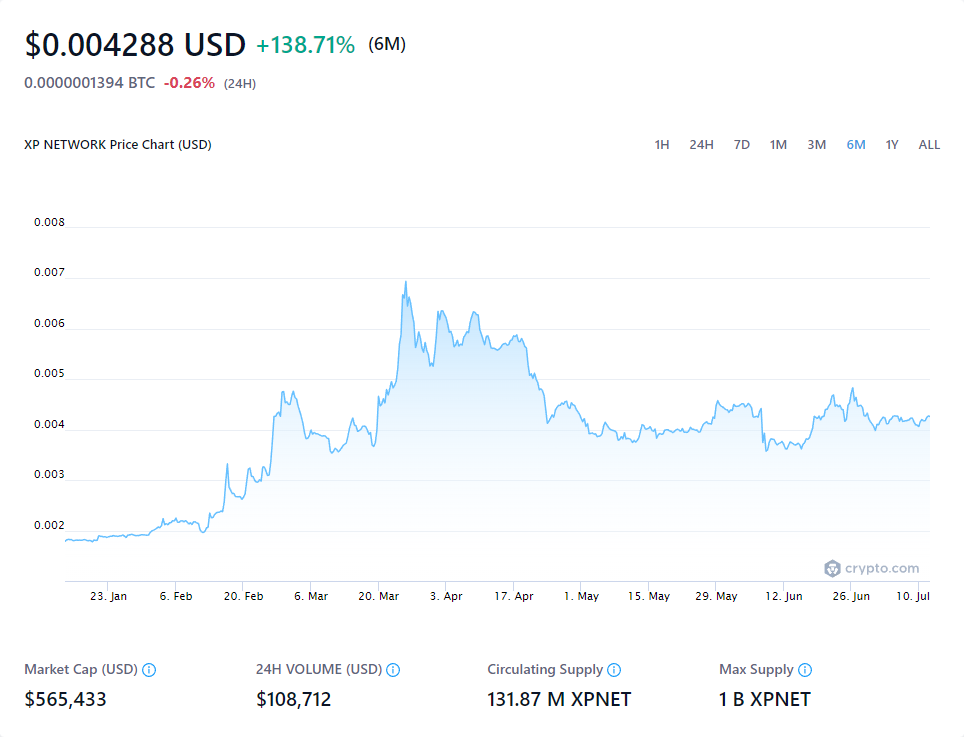 $0.004288 USD +138.71% (6M)
0.0000001394 BTC -0.26% (24H)
XP NETWORK Price Chart (USD)
1H 24H 7D 1M 3M 6M 1Y ALL
0.008
0.007
0.006
0.005
0.004
0.003
0.002
crypto.com
23. Jan 6. Feb 20. Feb 6. Mar 20. Mar 3. Apr 17. Apr 1. May 15. May 29. May 12. Jun 26. Jun 10. Jul
Market Cap (USD) 24H VOLUME (USD) Circulating Supply Max Supply
$565,433 $108,712 131.87 M XPNET 1 B XPNET